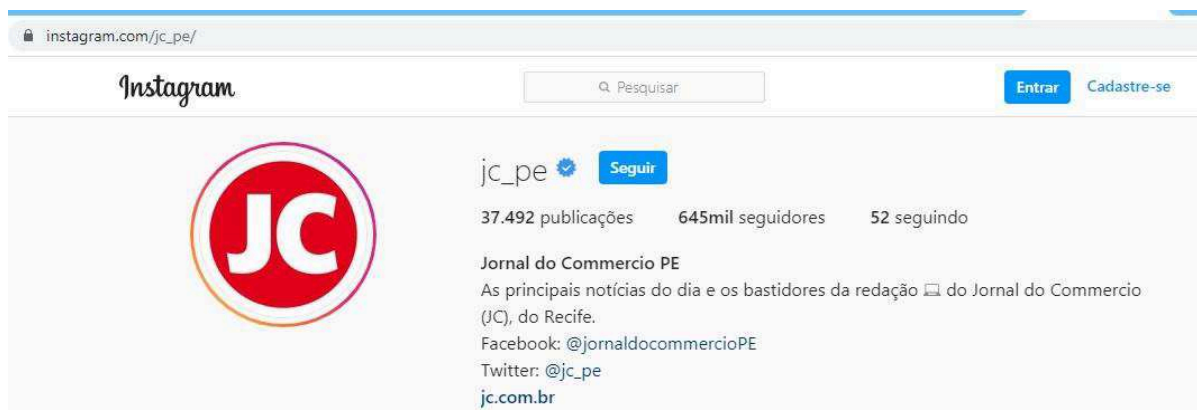 instagram.com/jc_pe/
Instagram
Pesquisar
Entrar
Cadastre-se
JC
jc_pe
Seguir
37.492 publicações 645mil seguidores 52 seguindo
Jornal do Commercio PE
As principais notícias do dia e os bastidores da redação 💻 do Jornal do Commercio
(JC), do Recife.
Facebook: @jornaldocommercioPE
Twitter: @jc_pe
jc.com.br